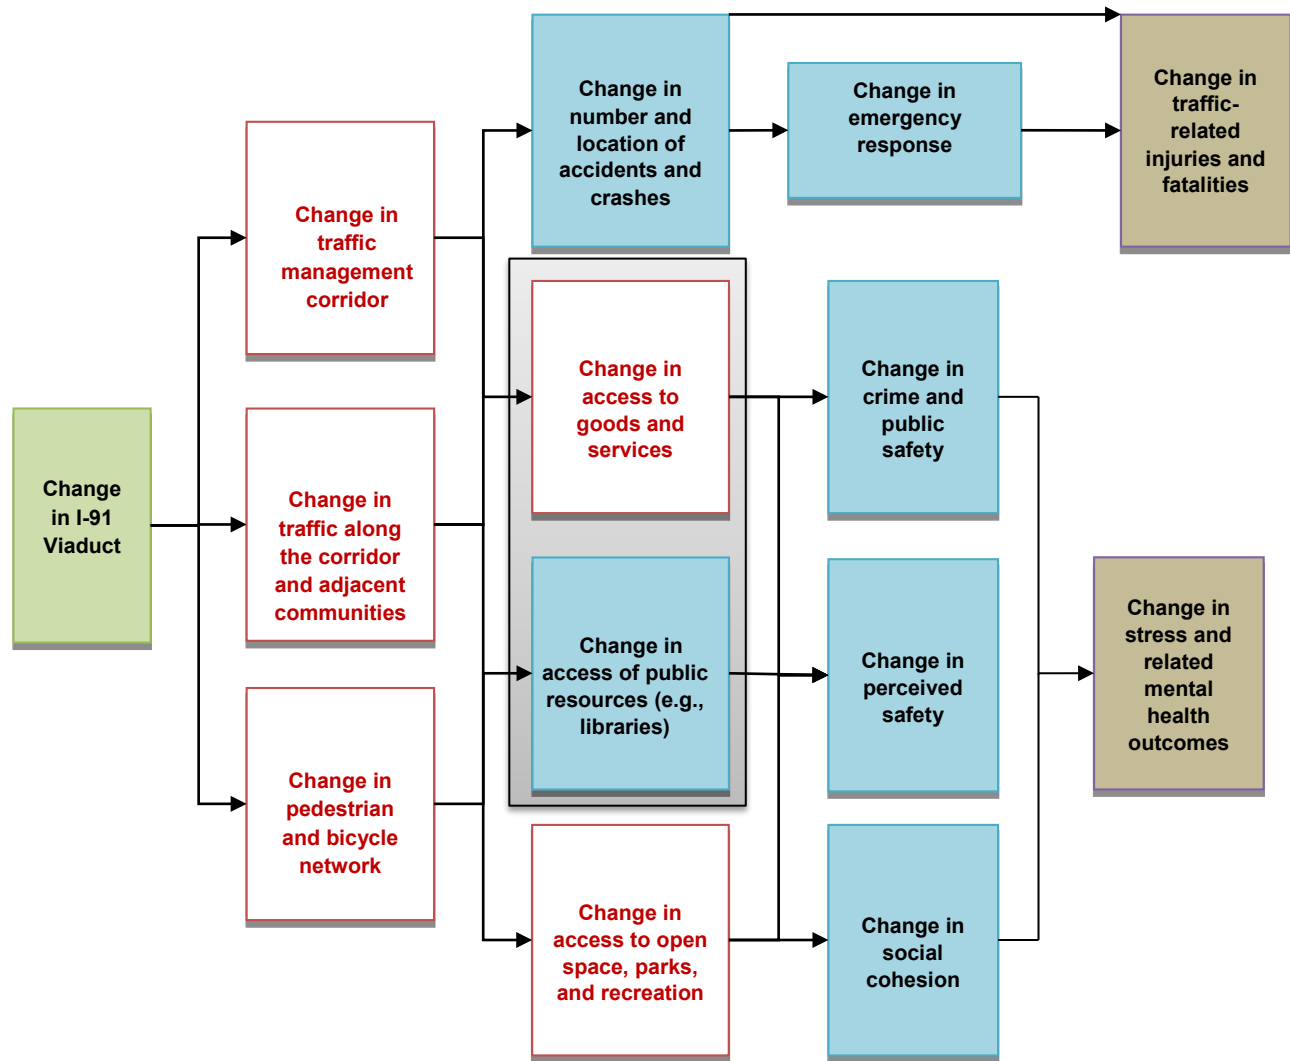 Change
in I-91
Viaduct
Change in
traffic
management
corridor
Change in
traffic along
the corridor
and adjacent
communities
Change in
pedestrian
and bicycle
network
Change in
number and
location of
accidents and
crashes
Change in
access to
goods and
services
Change in
access of public
resources (e.g.,
libraries)
Change in
access to open
space, parks,
and recreation
Change in
emergency
response
Change in
crime and
public
safety
Change in
perceived
safety
Change in
social
cohesion
Change in
traffic-
related
injuries and
fatalities
Change in
stress and
related
mental
health
outcomes